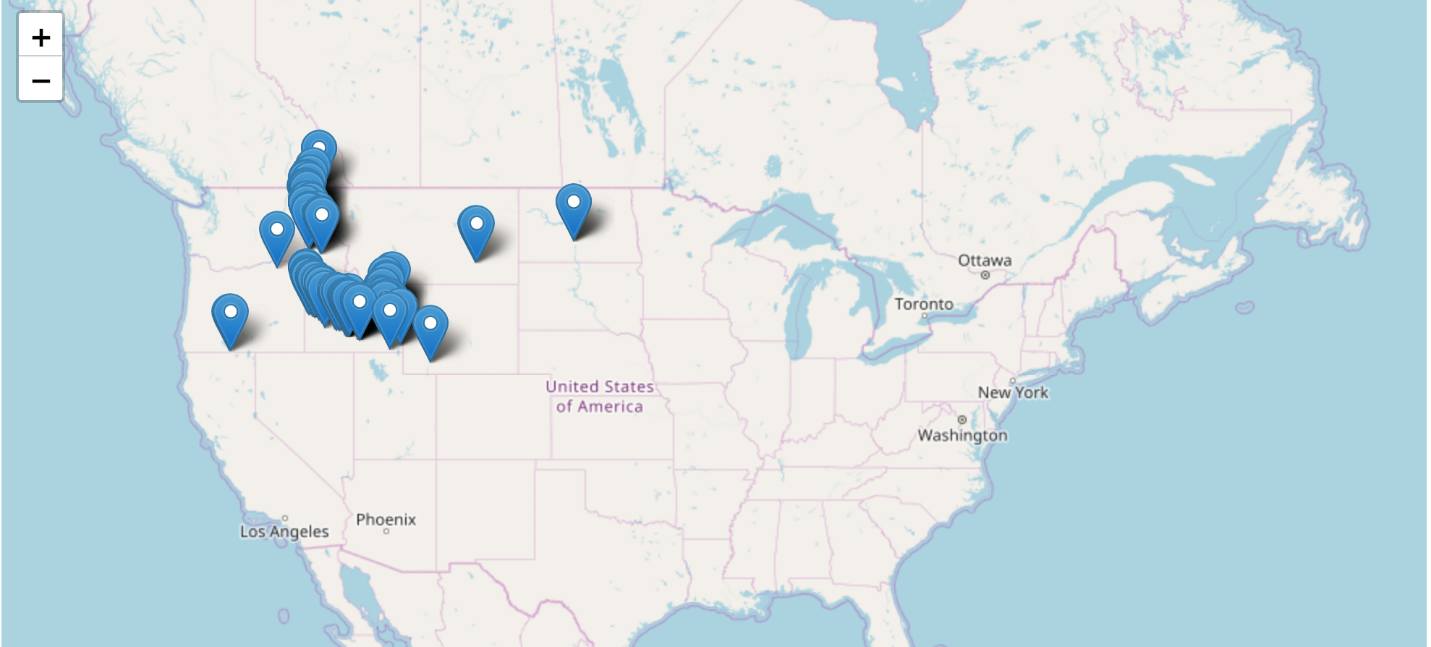 +
−
Ottawa
Toronto
United States
of America
New York
Washington
Phoenix
Los Angeles